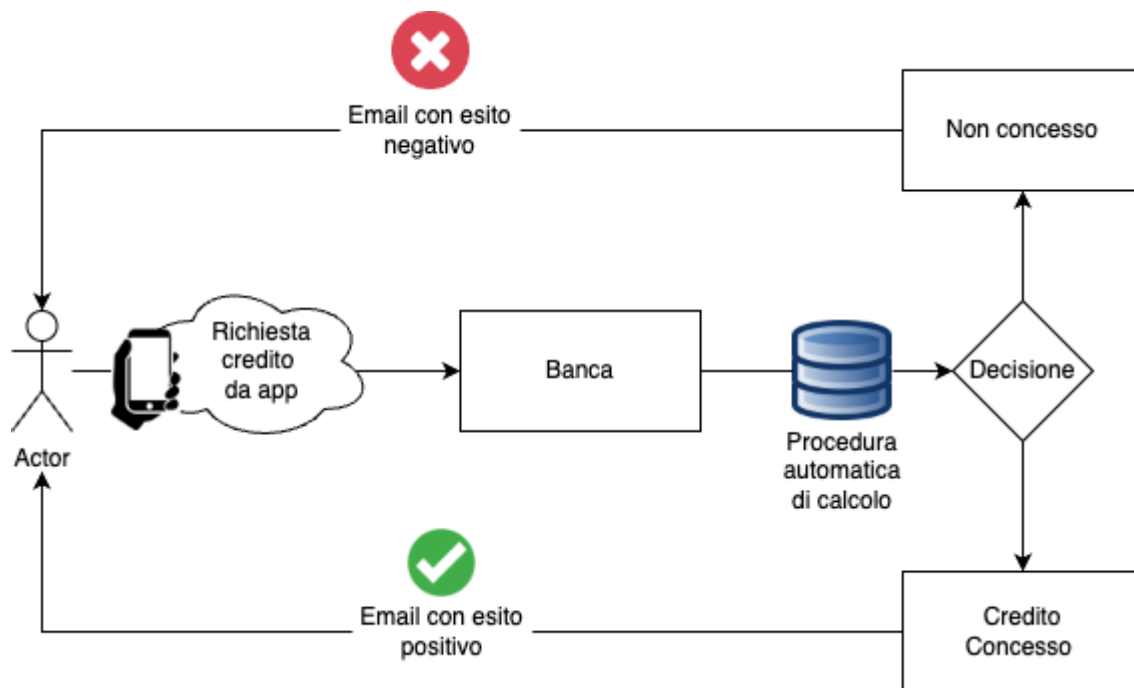 Email con esito
negativo
Non concesso
Richiesta
credito
da app
Banca
Decisione
Actor
Procedura
automatica
di calcolo
Email con esito
positivo
Credito
Concesso